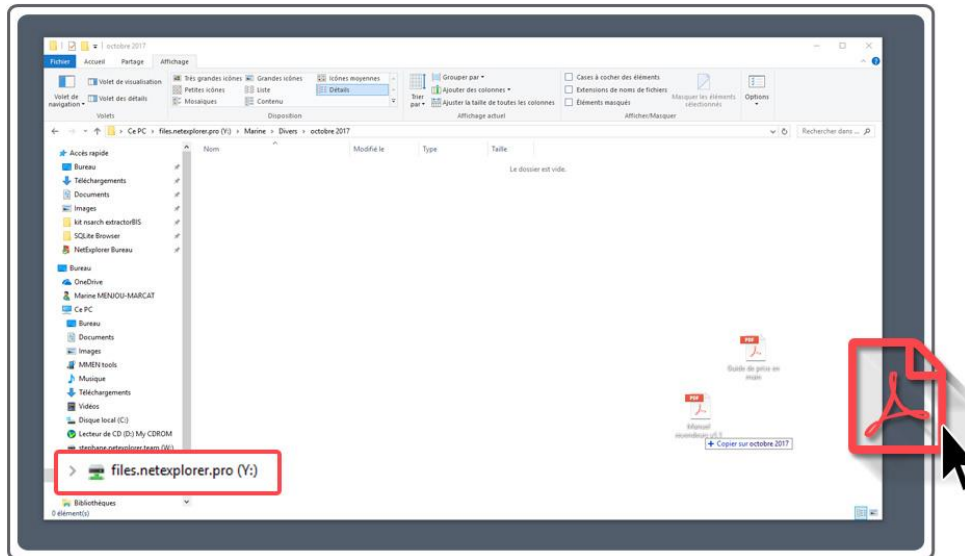 octobre 2017
Fichier Accueil Partage Affichage
Volet de navigation
Volet de visualisation
Volet des détails
Volets
Très grandes icônes Grandes icônes Icônes moyennes
Petites icônes Liste Détails
Mosaïques Contenu
Disposition
Trier par
Grouper par
Ajouter des colonnes
Ajuster la taille de toutes les colonnes
Affichage actuel
Cases à cocher des éléments
Extensions de noms de fichiers
Éléments masqués
Masquer les éléments sélectionnés
Afficher/Masquer
Options
Ce PC > files.netexplorer.pro (Y:) > Marine > Divers > octobre 2017
Rechercher dans ...
Nom Modifié le Type Taille
Le dossier est vide.
Accès rapide
Bureau
Téléchargements
Documents
Images
kit nsarch extractorBIS
SQLite Browser
NetExplorer Bureau
Bureau
OneDrive
Marine MENJOU-MARCAT
Ce PC
Bureau
Documents
Images
MMEN tools
Musique
Téléchargements
Vidéos
Disque local (C:)
Lecteur de CD (D:) My CDROM
stephane.netexplorer.team (W:)
files.netexplorer.pro (Y:)
Bibliothèques
0 élément(s)
PDF
Guide de prise en
main
PDF
Manuel
+ Copier sur octobre 2017